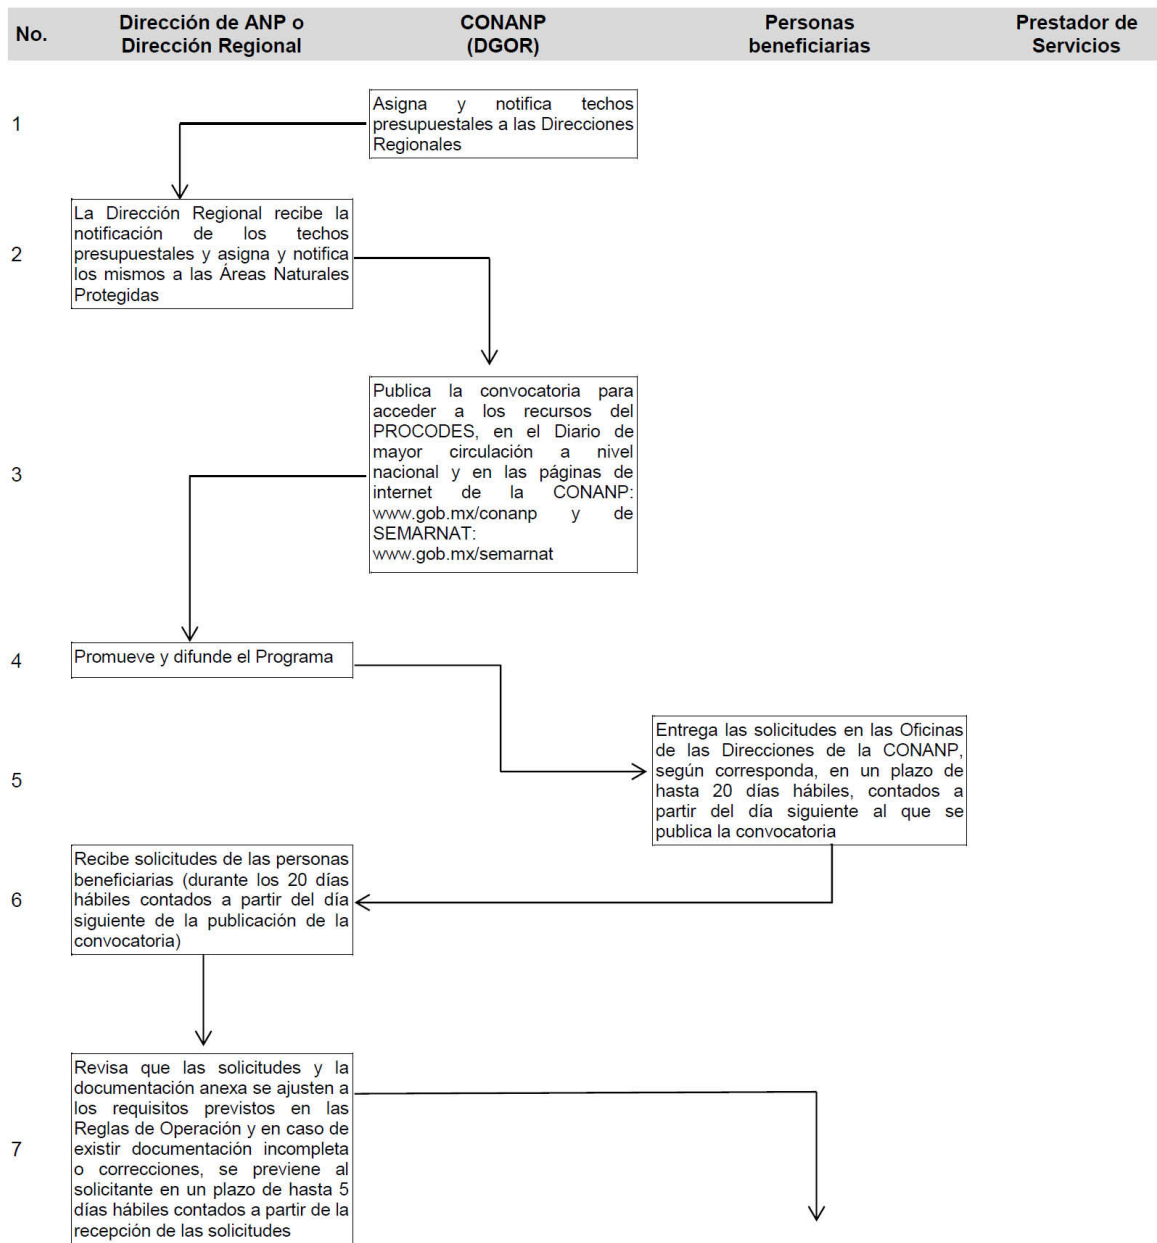 No.
Dirección de ANP o
Dirección Regional
CONANP
(DGOR)
Personas
beneficiarias
Prestador de
Servicios
1
Asigna y notifica techos
presupuestales a las Direcciones
Regionales
2
La Dirección Regional recibe la
notificación de los techos
presupuestales y asigna y notifica
los mismos a las Áreas Naturales
Protegidas
3
Publica la convocatoria para
acceder a los recursos del
PROCODES, en el Diario de
mayor circulación a nivel
nacional y en las páginas de
internet de la CONANP:
www.gob.mx/conanp y de
SEMARNAT:
www.gob.mx/semarnat
4
Promueve y difunde el Programa
5
Entrega las solicitudes en las Oficinas
de las Direcciones de la CONANP,
según corresponda, en un plazo de
hasta 20 días hábiles, contados a
partir del día siguiente al que se
publica la convocatoria
6
Recibe solicitudes de las personas
beneficiarias (durante los 20 días
hábiles contados a partir del día
siguiente de la publicación de la
convocatoria)
7
Revisa que las solicitudes y la
documentación anexa se ajusten a
los requisitos previstos en las
Reglas de Operación y en caso de
existir documentación incompleta
o correcciones, se previene al
solicitante en un plazo de hasta 5
días hábiles contados a partir de la
recepción de las solicitudes